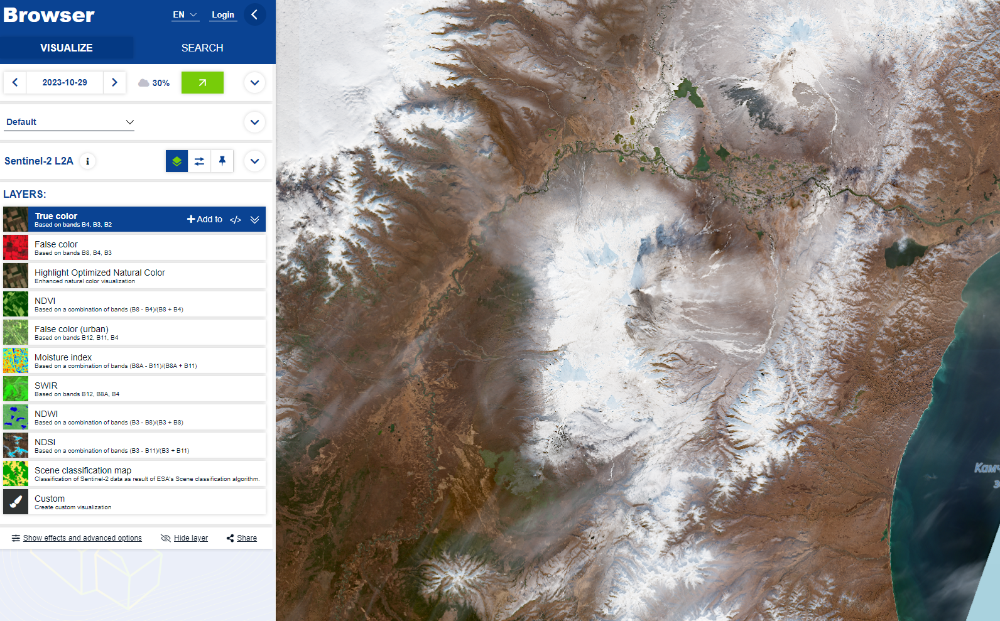 Browser
EN
Login
VISUALIZE
SEARCH
2023-10-29
30%
Default
Sentinel-2 L2A
i
LAYERS:
True color
Based on bands B4, B3, B2
Add to
</>
False color
Based on bands B8, B4, B3
Highlight Optimized Natural Color
Enhanced natural color visualization
NDVI
Based on a combination of bands (B8 - B4)/(B8 + B4)
False color (urban)
Based on bands B12, B11, B4
Moisture index
Based on a combination of bands (B8A - B11)/(B8A + B11)
SWIR
Based on bands B12, B8A, B4
NDWI
Based on a combination of bands (B3 - B8)/(B3 + B8)
NDSI
Based on a combination of bands (B3 - B11)/(B3 + B11)
Scene classification map
Classification of Sentinel-2 data as result of ESA's Scene classification algorithm.
Custom
Create custom visualization
Show effects and advanced options
Hide layer
Share